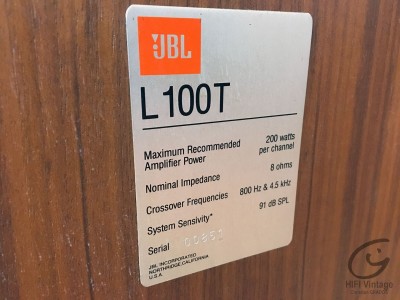 JBL
L100T
Maximum Recommended 200 watts
Amplifier Power per channel
Nominal Impedance 8 ohms
Crossover Frequencies 800 Hz & 4.5 kHz
System Sensivity* 91 dB SPL
Serial
JBL INCORPORATED
NORTHRIDGE, CALIFORNIA
U.S.A.
HIFI Vintage